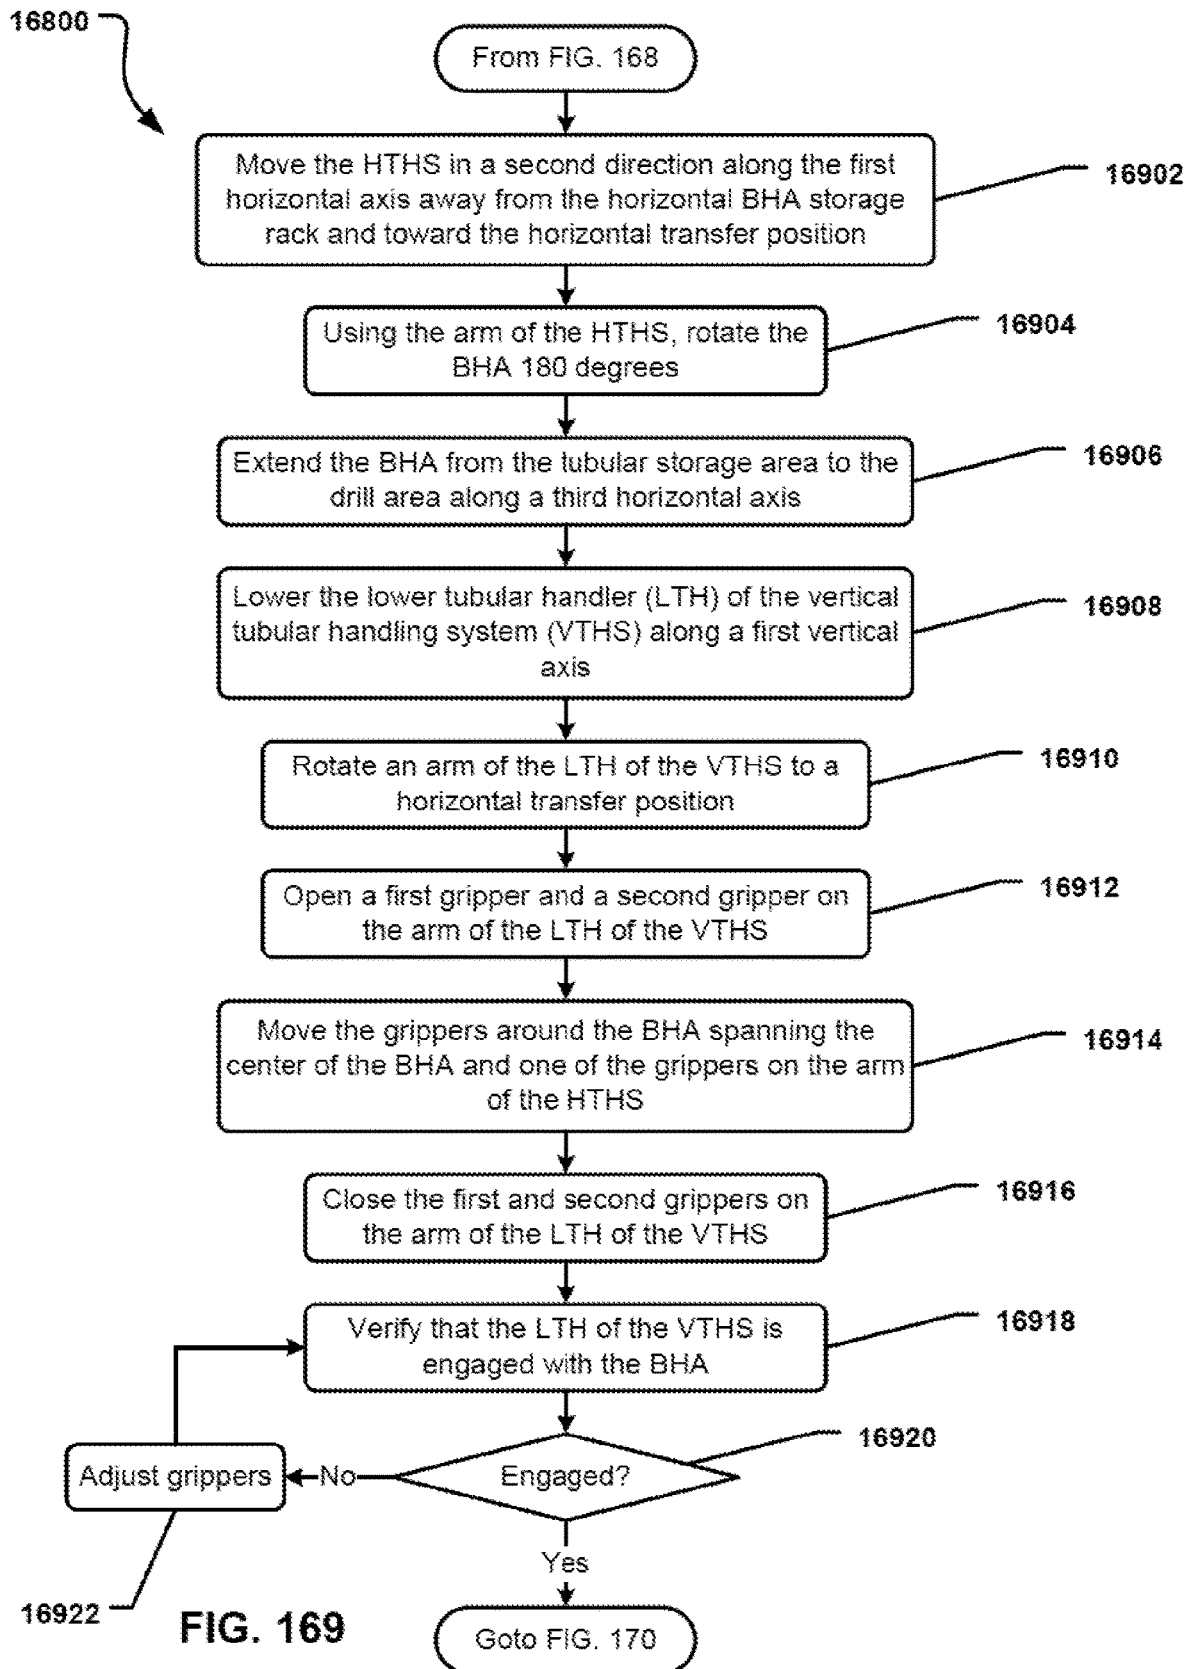 16800
From FIG. 168
Move the HTHS in a second direction along the first
horizontal axis away from the horizontal BHA storage
rack and toward the horizontal transfer position
16902
Using the arm of the HTHS, rotate the
BHA 180 degrees
16904
Extend the BHA from the tubular storage area to the
drill area along a third horizontal axis
16906
Lower the lower tubular handler (LTH) of the vertical
tubular handling system (VTHS) along a first vertical
axis
16908
Rotate an arm of the LTH of the VTHS to a
horizontal transfer position
16910
Open a first gripper and a second gripper on
the arm of the LTH of the VTHS
16912
Move the grippers around the BHA spanning the
center of the BHA and one of the grippers on the arm
of the HTHS
16914
Close the first and second grippers on
the arm of the LTH of the VTHS
16916
Verify that the LTH of the VTHS is
engaged with the BHA
16918
16920
Adjust grippers
No
Engaged?
Yes
16922
FIG. 169
Goto FIG. 170